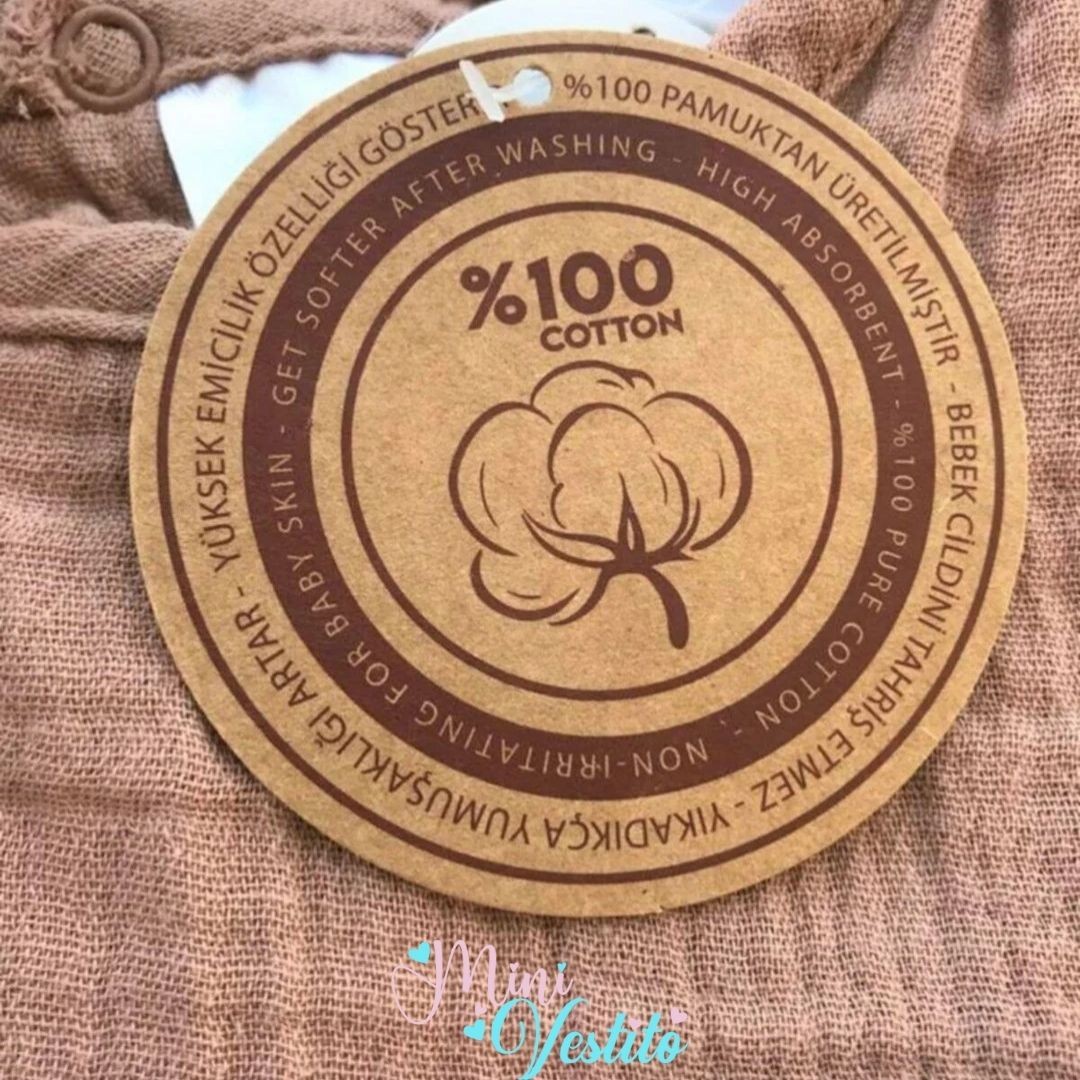 %100 PAMUKTAN ÜRETİLMİŞTİR - BEBEK CİLDİNİ TAHRİŞ ETMEZ - YIKADIKÇA YUMUŞAKLIĞI ARTAR - YÜKSEK EMİCİLİK ÖZELLİĞİ GÖSTER
GET SOFTER AFTER WASHING - HIGH ABSORBENT - %100 PURE COTTON - NON-IRRITATING FOR BABY SKIN -
%100
COTTON
Mini
Vestito